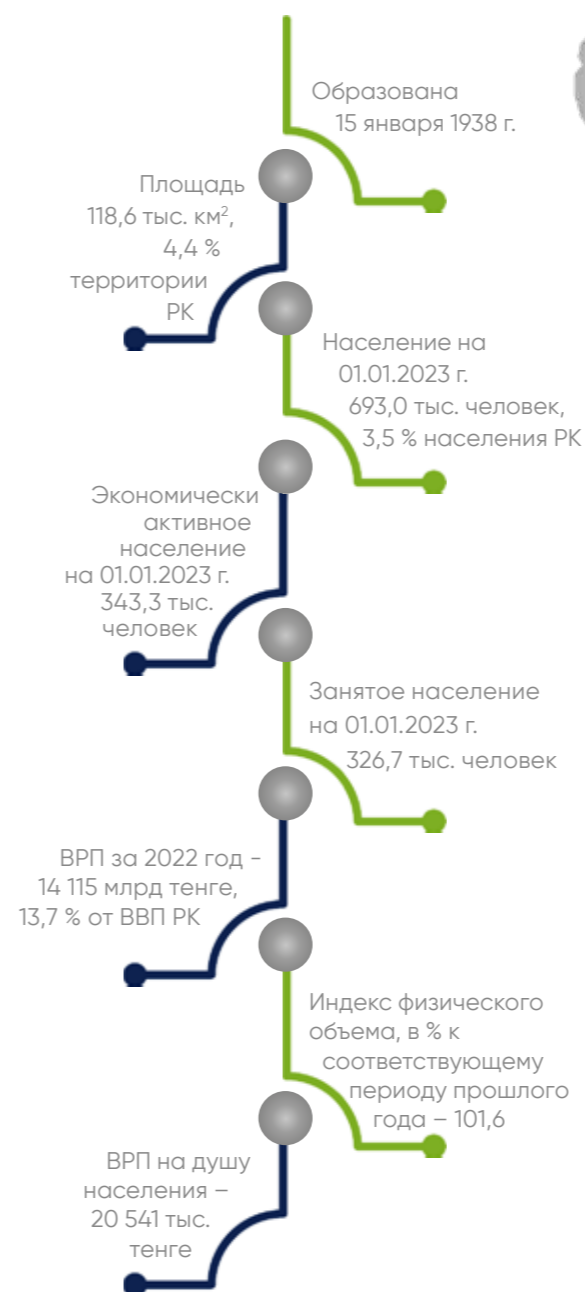 Образована
15 января 1938 г.
Площадь
118,6 тыс. км²,
4,4 %
территории
РК
Население на
01.01.2023 г.
693,0 тыс. человек,
3,5 % населения РК
Экономически
активное
население
на 01.01.2023 г.
343,3 тыс.
человек
Занятое население
на 01.01.2023 г.
326,7 тыс. человек
ВРП за 2022 год -
14 115 млрд тенге,
13,7 % от ВВП РК
Индекс физического
объема, в % к
соответствующему
периоду прошлого
года – 101,6
ВРП на душу
населения –
20 541 тыс.
тенге